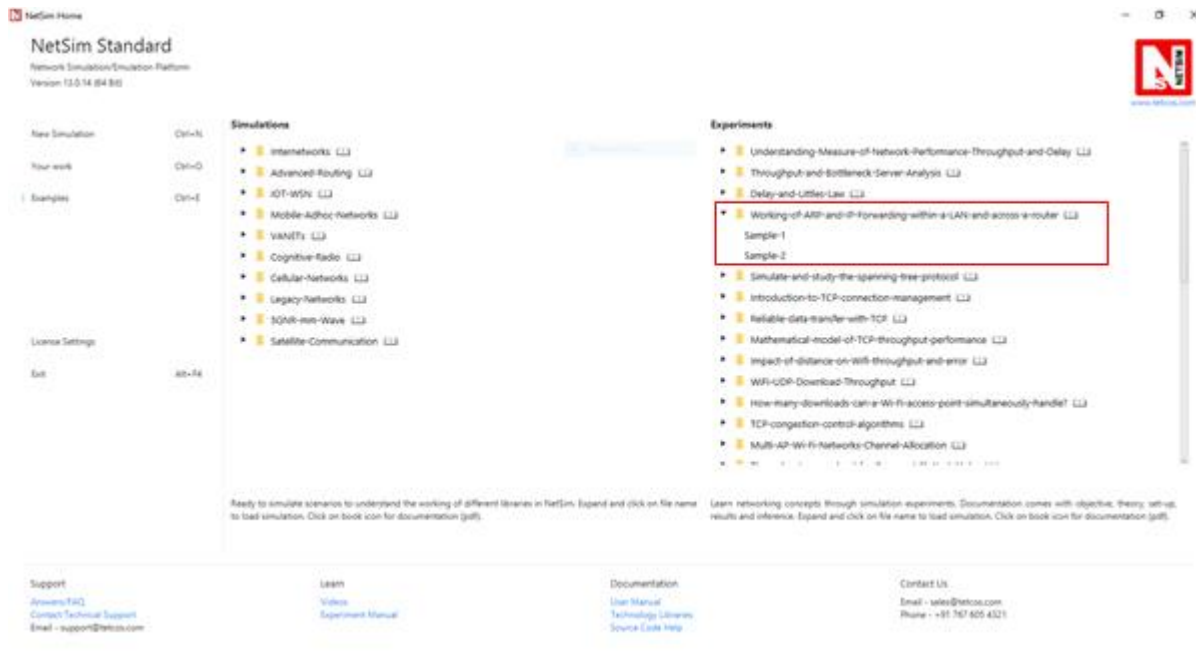 NetSim Home
NetSim Standard
Network Simulation/Emulation Platform
Version 13.0.14 (64 Bit)
NETSIM
www.tetcos.com
New Simulation Ctrl+N
Your work Ctrl+O
Examples Ctrl+E
License Settings
Exit Alt+F4
Simulations
Internetworks
Advanced-Routing
IOT-WSN
Mobile-Adhoc-Networks
VANETs
Cognitive-Radio
Cellular-Networks
Legacy-Networks
5GNR-mm-Wave
Satellite-Communication
Ready to simulate scenarios to understand the working of different libraries in NetSim. Expand and click on file name
to load simulation. Click on book icon for documentation (pdf).
Experiments
Understanding-Measure-of-Network-Performance-Throughput-and-Delay
Throughput-and-Bottleneck-Server-Analysis
Delay-and-Littles-Law
Working-of-ARP-and-IP-Forwarding-within-a-LAN-and-across-a-router
Sample-1
Sample-2
Simulate-and-study-the-spanning-tree-protocol
Introduction-to-TCP-connection-management
Reliable-data-transfer-with-TCP
Mathematical-model-of-TCP-throughput-performance
Impact-of-distance-on-Wifi-throughput-and-error
WiFi-UDP-Download-Throughput
How-many-downloads-can-a-Wi-Fi-access-point-simultaneously-handle?
TCP-congestion-control-algorithms
Multi-AP-Wi-Fi-Networks-Channel-Allocation
Learn networking concepts through simulation experiments. Documentation comes with objective, theory, set-up,
results and inference. Expand and click on file name to load simulation. Click on book icon for documentation (pdf).
Support
Answers/FAQ
Contact Technical Support
Email - support@tetcos.com
Learn
Videos
Experiment Manual
Documentation
User Manual
Technology Libraries
Source Code Help
Contact Us
Email - sales@tetcos.com
Phone - +91 767 605 4321